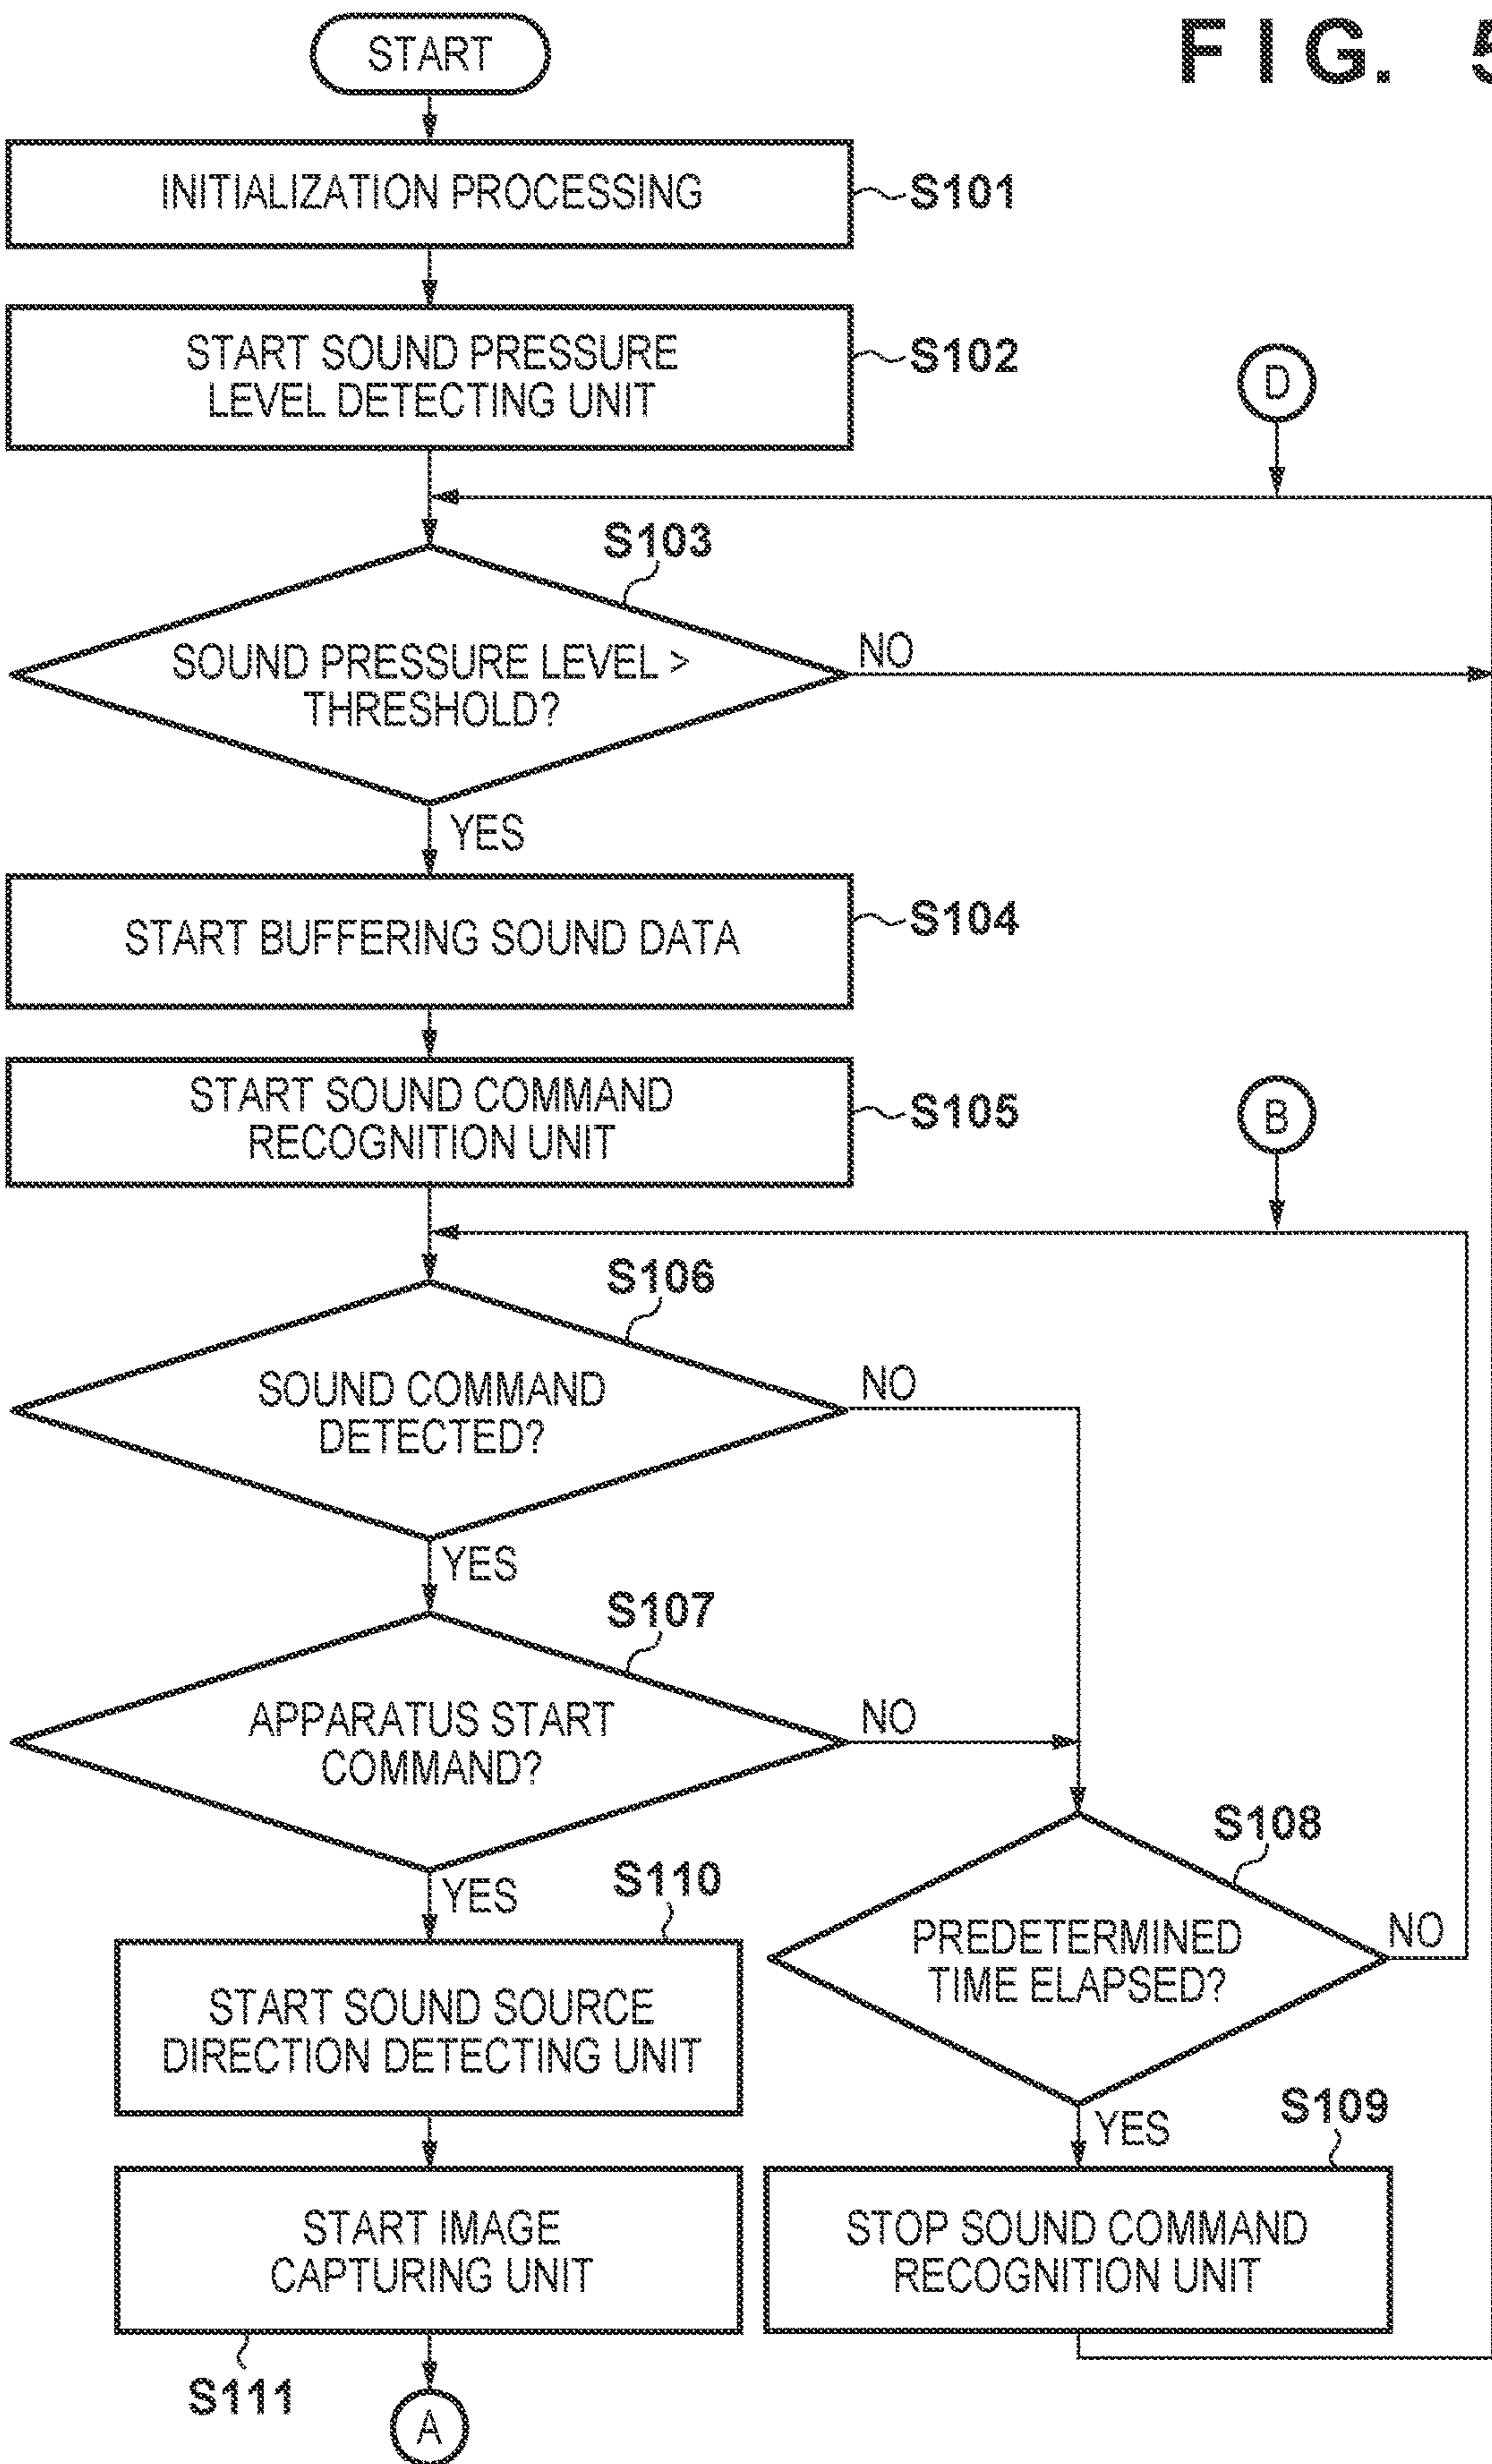 FIG. 5
START
INITIALIZATION PROCESSING
S101
START SOUND PRESSURE
LEVEL DETECTING UNIT
S102
D
S103
SOUND PRESSURE LEVEL >
THRESHOLD?
NO
YES
START BUFFERING SOUND DATA
S104
START SOUND COMMAND
RECOGNITION UNIT
S105
B
S106
SOUND COMMAND
DETECTED?
NO
YES
S107
APPARATUS START
COMMAND?
NO
YES
S108
PREDETERMINED
TIME ELAPSED?
NO
YES
S110
START SOUND SOURCE
DIRECTION DETECTING UNIT
S109
STOP SOUND COMMAND
RECOGNITION UNIT
START IMAGE
CAPTURING UNIT
S111
A